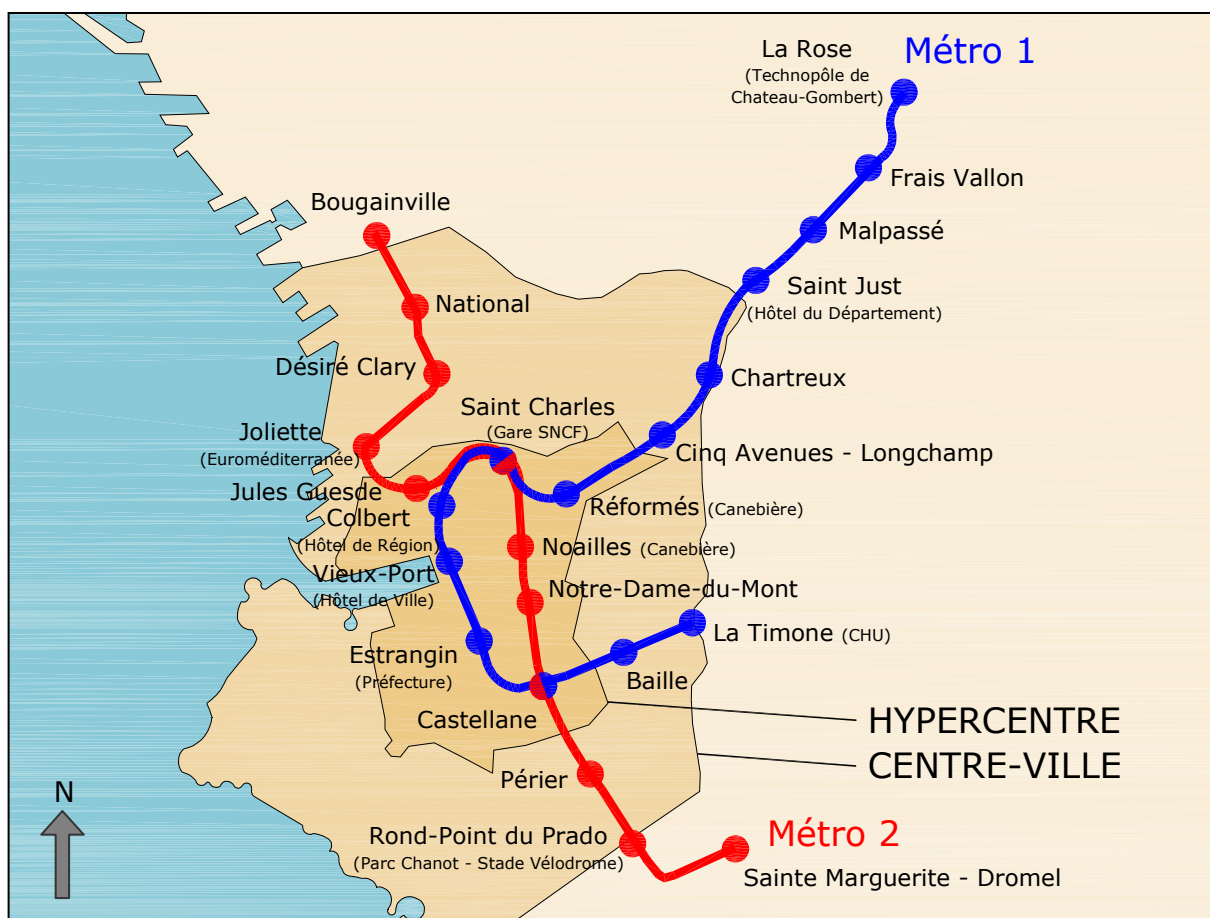 La Rose
(Technopôle de
Chateau-Gombert)
Métro 1
Frais Vallon
Bougainville
Malpassé
Saint Just
(Hôtel du Département)
National
Désiré Clary
Chartreux
Saint Charles
(Gare SNCF)
Joliette
(Euroméditerranée)
Cinq Avenues - Longchamp
Jules Guesde
Réformés (Canebière)
Colbert
(Hôtel de Région)
Noailles (Canebière)
Vieux-Port
(Hôtel de Ville)
Notre-Dame-du-Mont
La Timone (CHU)
Estrangin
(Préfecture)
Baille
Castellane
HYPERCENTRE
CENTRE-VILLE
Périer
N
Rond-Point du Prado
(Parc Chanot - Stade Vélodrome)
Métro 2
Sainte Marguerite - Dromel